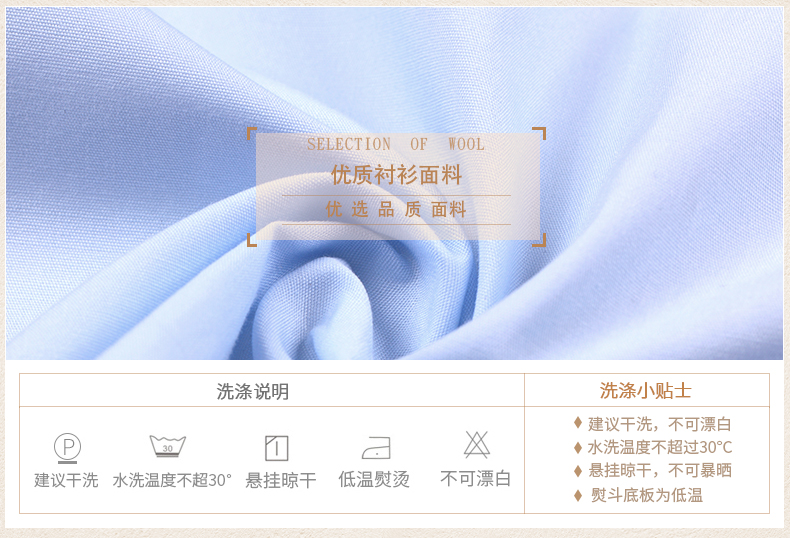 SELECTION OF WOOL
优质衬衫面料
优选品质面料
洗涤说明
P
30
建议干洗
水洗温度不超30°
悬挂晾干
低温熨烫
不可漂白
洗涤小贴士
建议干洗，不可漂白
水洗温度不超过30℃
悬挂晾干，不可暴晒
熨斗底板为低温